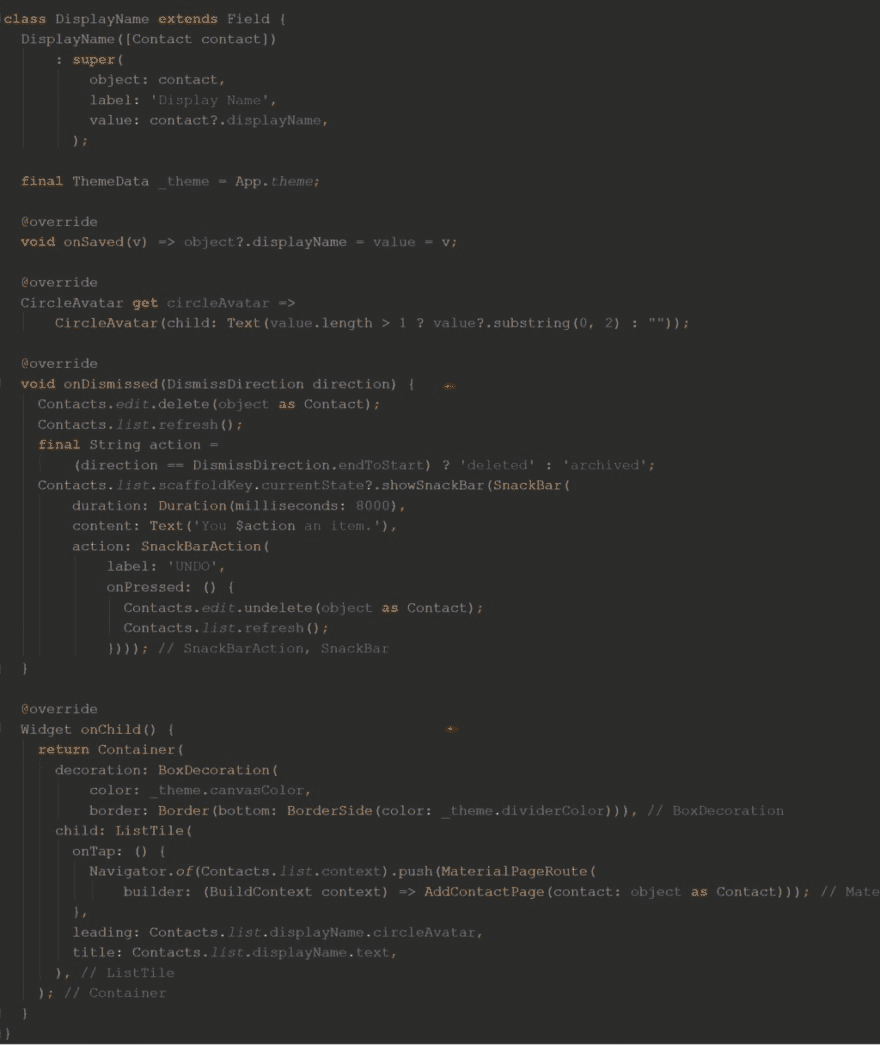 class DisplayName extends Field {
  DisplayName([Contact contact])
      : super(
          object: contact,
          label: 'Display Name',
          value: contact?.displayName,
        );

  final ThemeData _theme = App.theme;

  @override
  void onSaved(v) => object?.displayName = value = v;

  @override
  CircleAvatar get circleAvatar =>
      CircleAvatar(child: Text(value.length > 1 ? value?.substring(0, 2) : ""));

  @override
  void onDismissed(DismissDirection direction) {
    Contacts.edit.delete(object as Contact);
    Contacts.list.refresh();
    final String action =
        (direction == DismissDirection.endToStart) ? 'deleted' : 'archived';
    Contacts.list.scaffoldKey.currentState?.showSnackBar(SnackBar(
        duration: Duration(milliseconds: 8000),
        content: Text('You $action an item.'),
        action: SnackBarAction(
            label: 'UNDO',
            onPressed: () {
              Contacts.edit.undelete(object as Contact);
              Contacts.list.refresh();
            }))); // SnackBarAction, SnackBar
  }

  @override
  Widget onChild() {
    return Container(
      decoration: BoxDecoration(
          color: _theme.canvasColor,
          border: Border(bottom: BorderSide(color: _theme.dividerColor))), // BoxDecoration
      child: ListTile(
        onTap: () {
          Navigator.of(Contacts.list.context).push(MaterialPageRoute(
              builder: (BuildContext context) => AddContactPage(contact: object as Contact))); // Mate
        },
        leading: Contacts.list.displayName.circleAvatar,
        title: Contacts.list.displayName.text,
      ), // ListTile
    ); // Container
  }
}